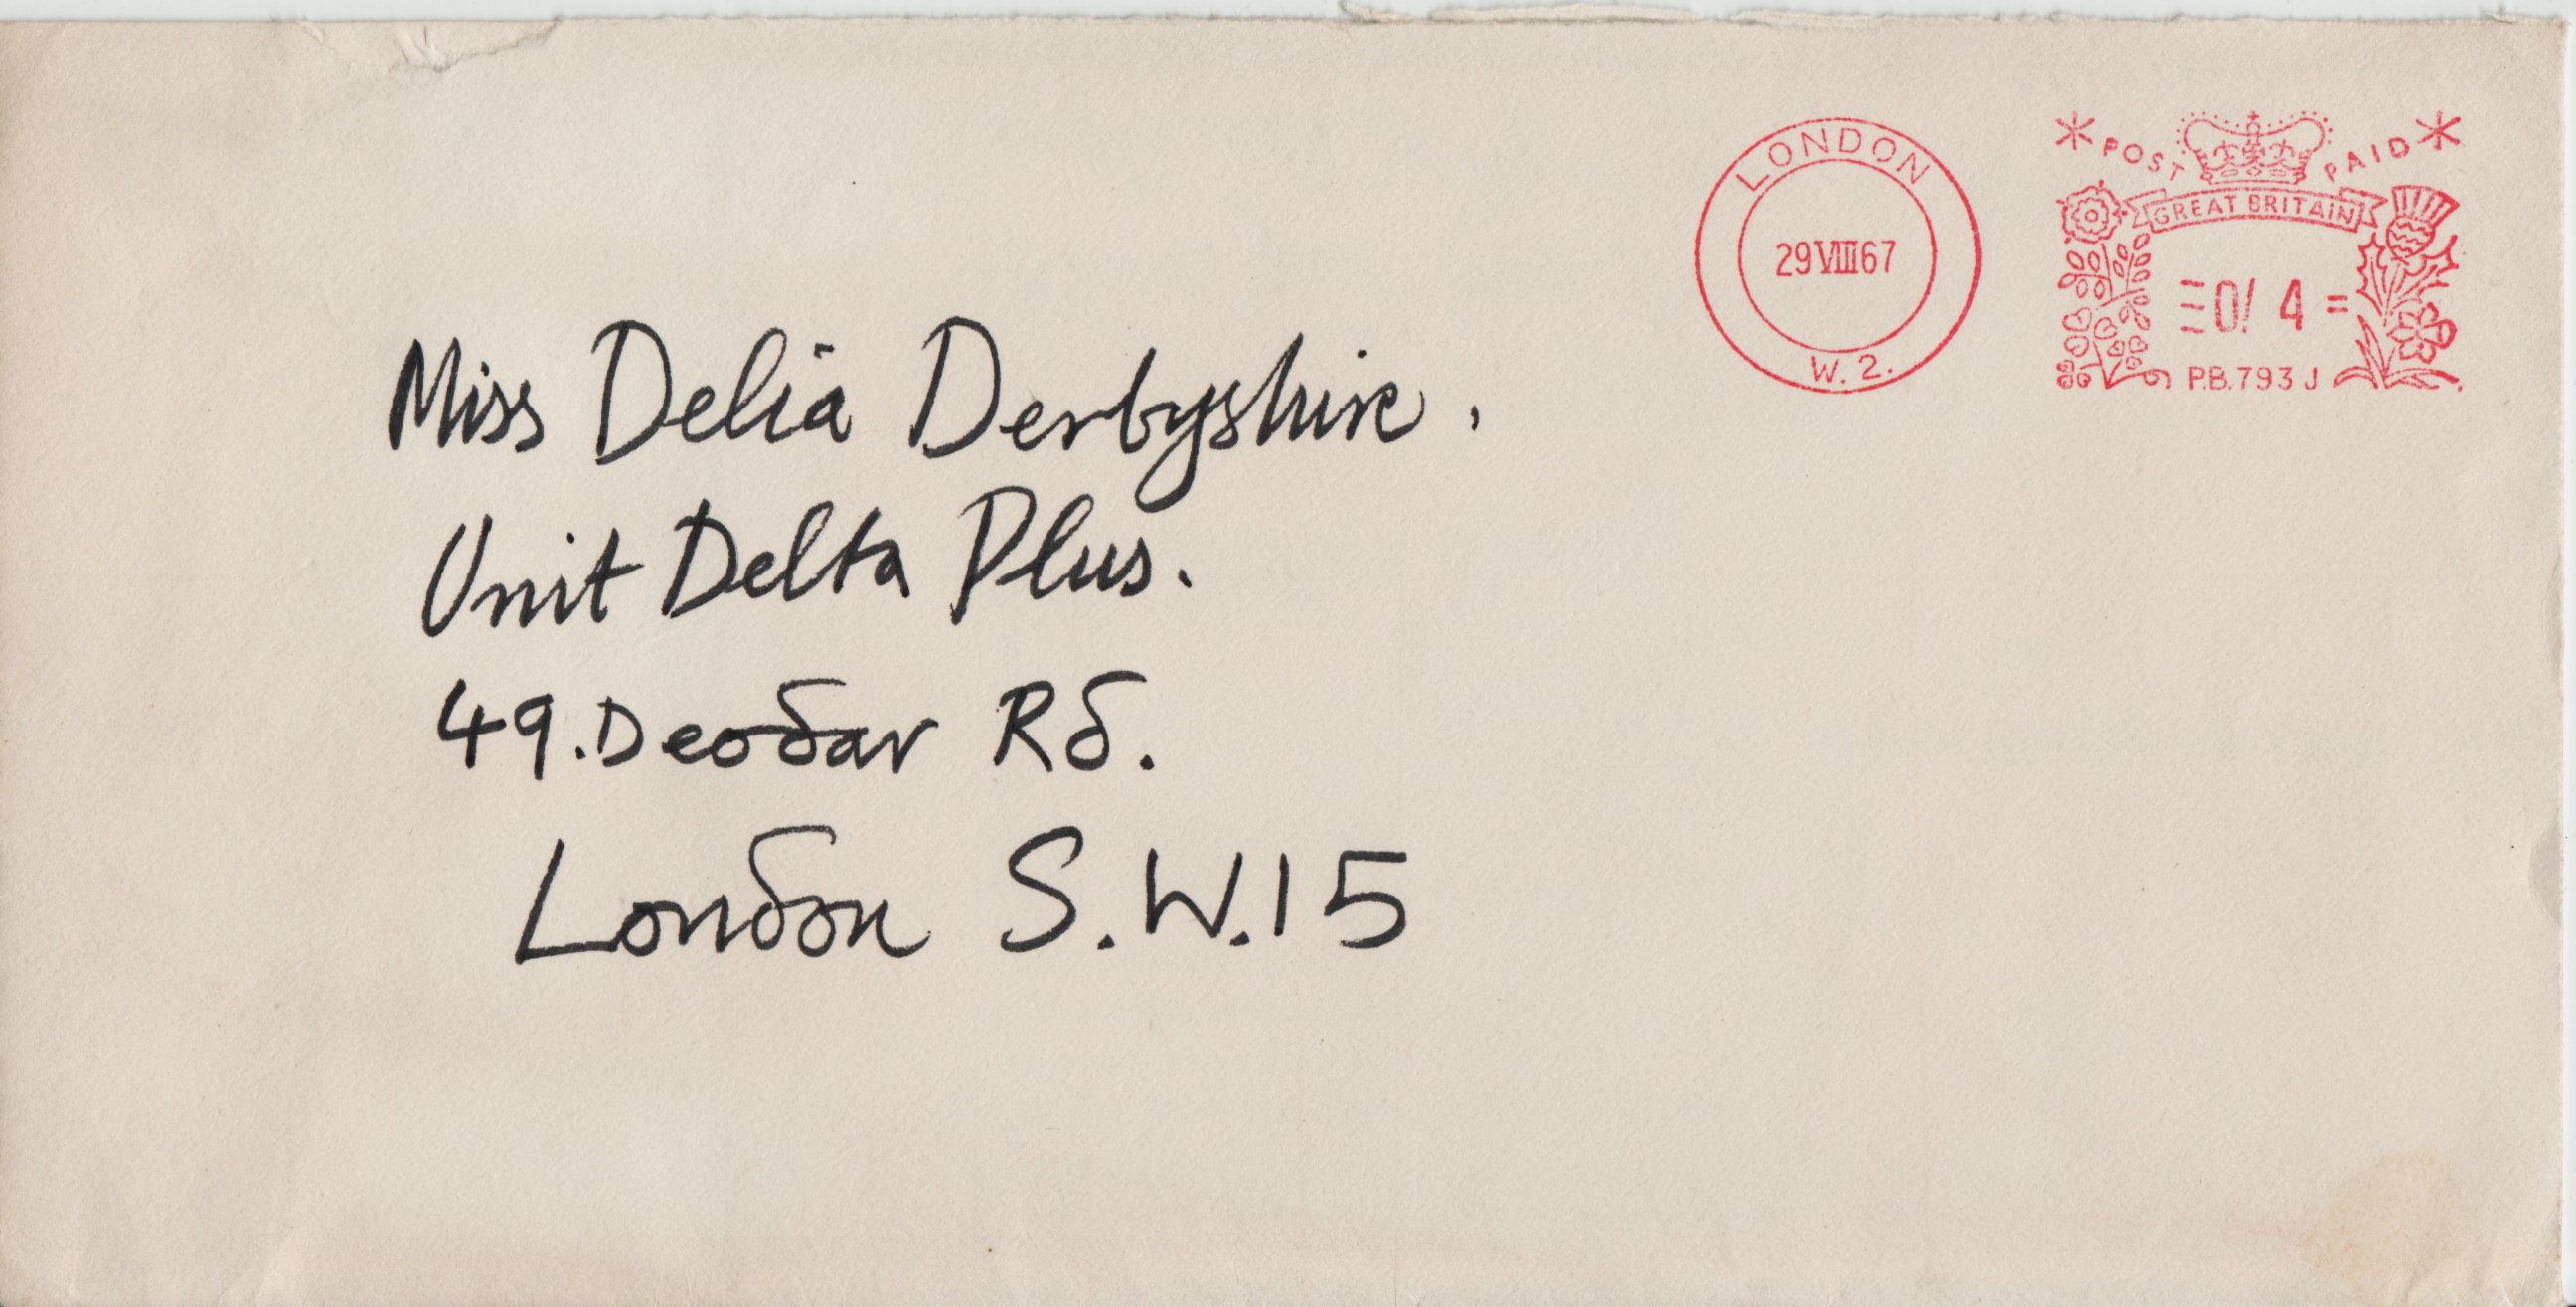 LONDON
29 VIII 67
W. 2.
POST PAID
GREAT BRITAIN
0/ 4
P.B. 793 J
Miss Delia Derbyshire.
Unit Delta Plus.
49. Deodar Rd.
London S.W.15